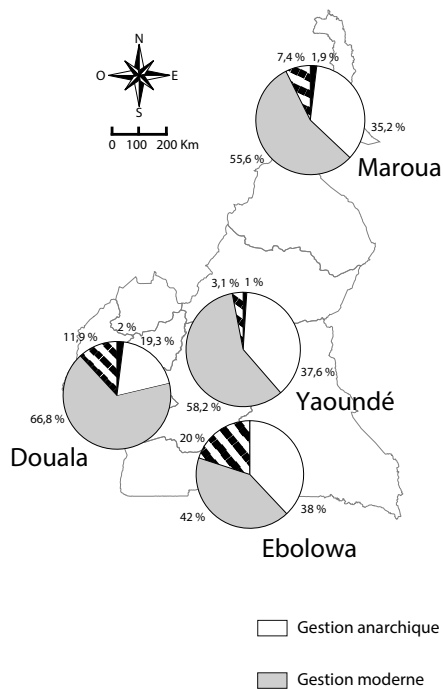 N
O E
S
0 100 200 Km
7,4 % 1,9 %
35,2 %
55,6 %
Maroua
3,1 % 1 %
37,6 %
58,2 %
Yaoundé
2 %
11,9 %
19,3 %
66,8 %
Douala
20 %
42 %
38 %
Ebolowa
Gestion anarchique
Gestion moderne